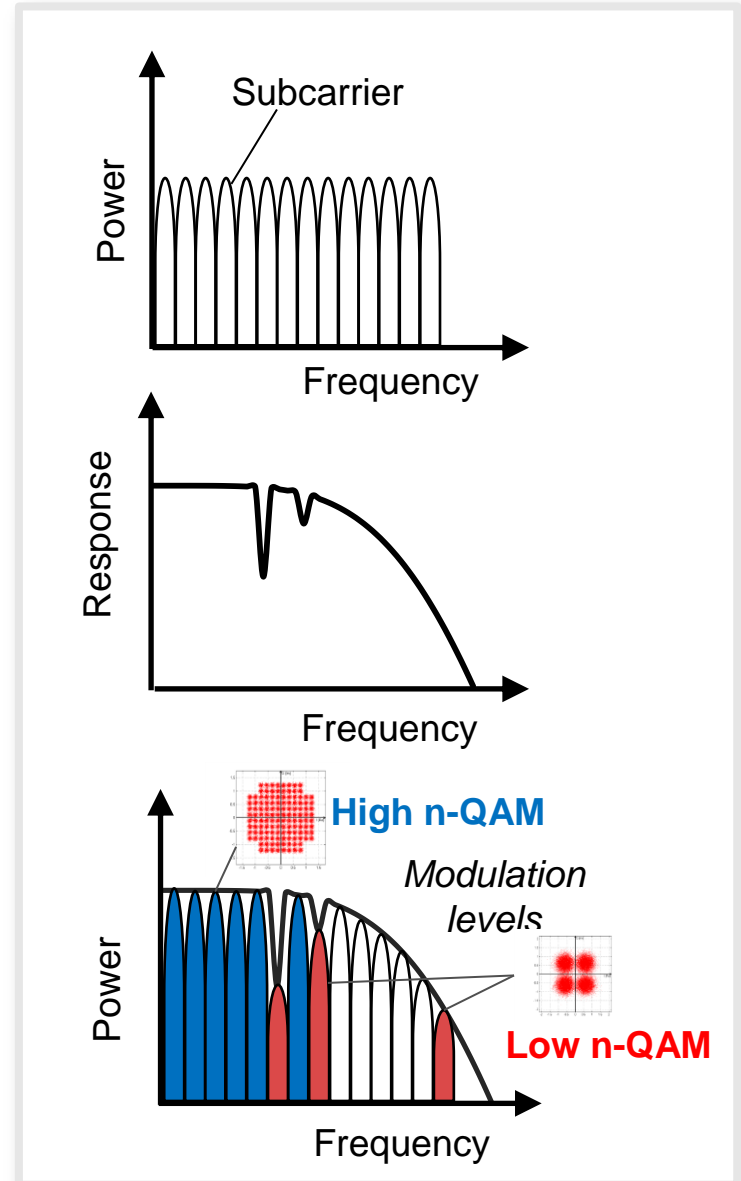 Subcarrier
Power
Frequency
Response
Frequency
High n-QAM
Modulation
levels
Power
Low n-QAM
Frequency